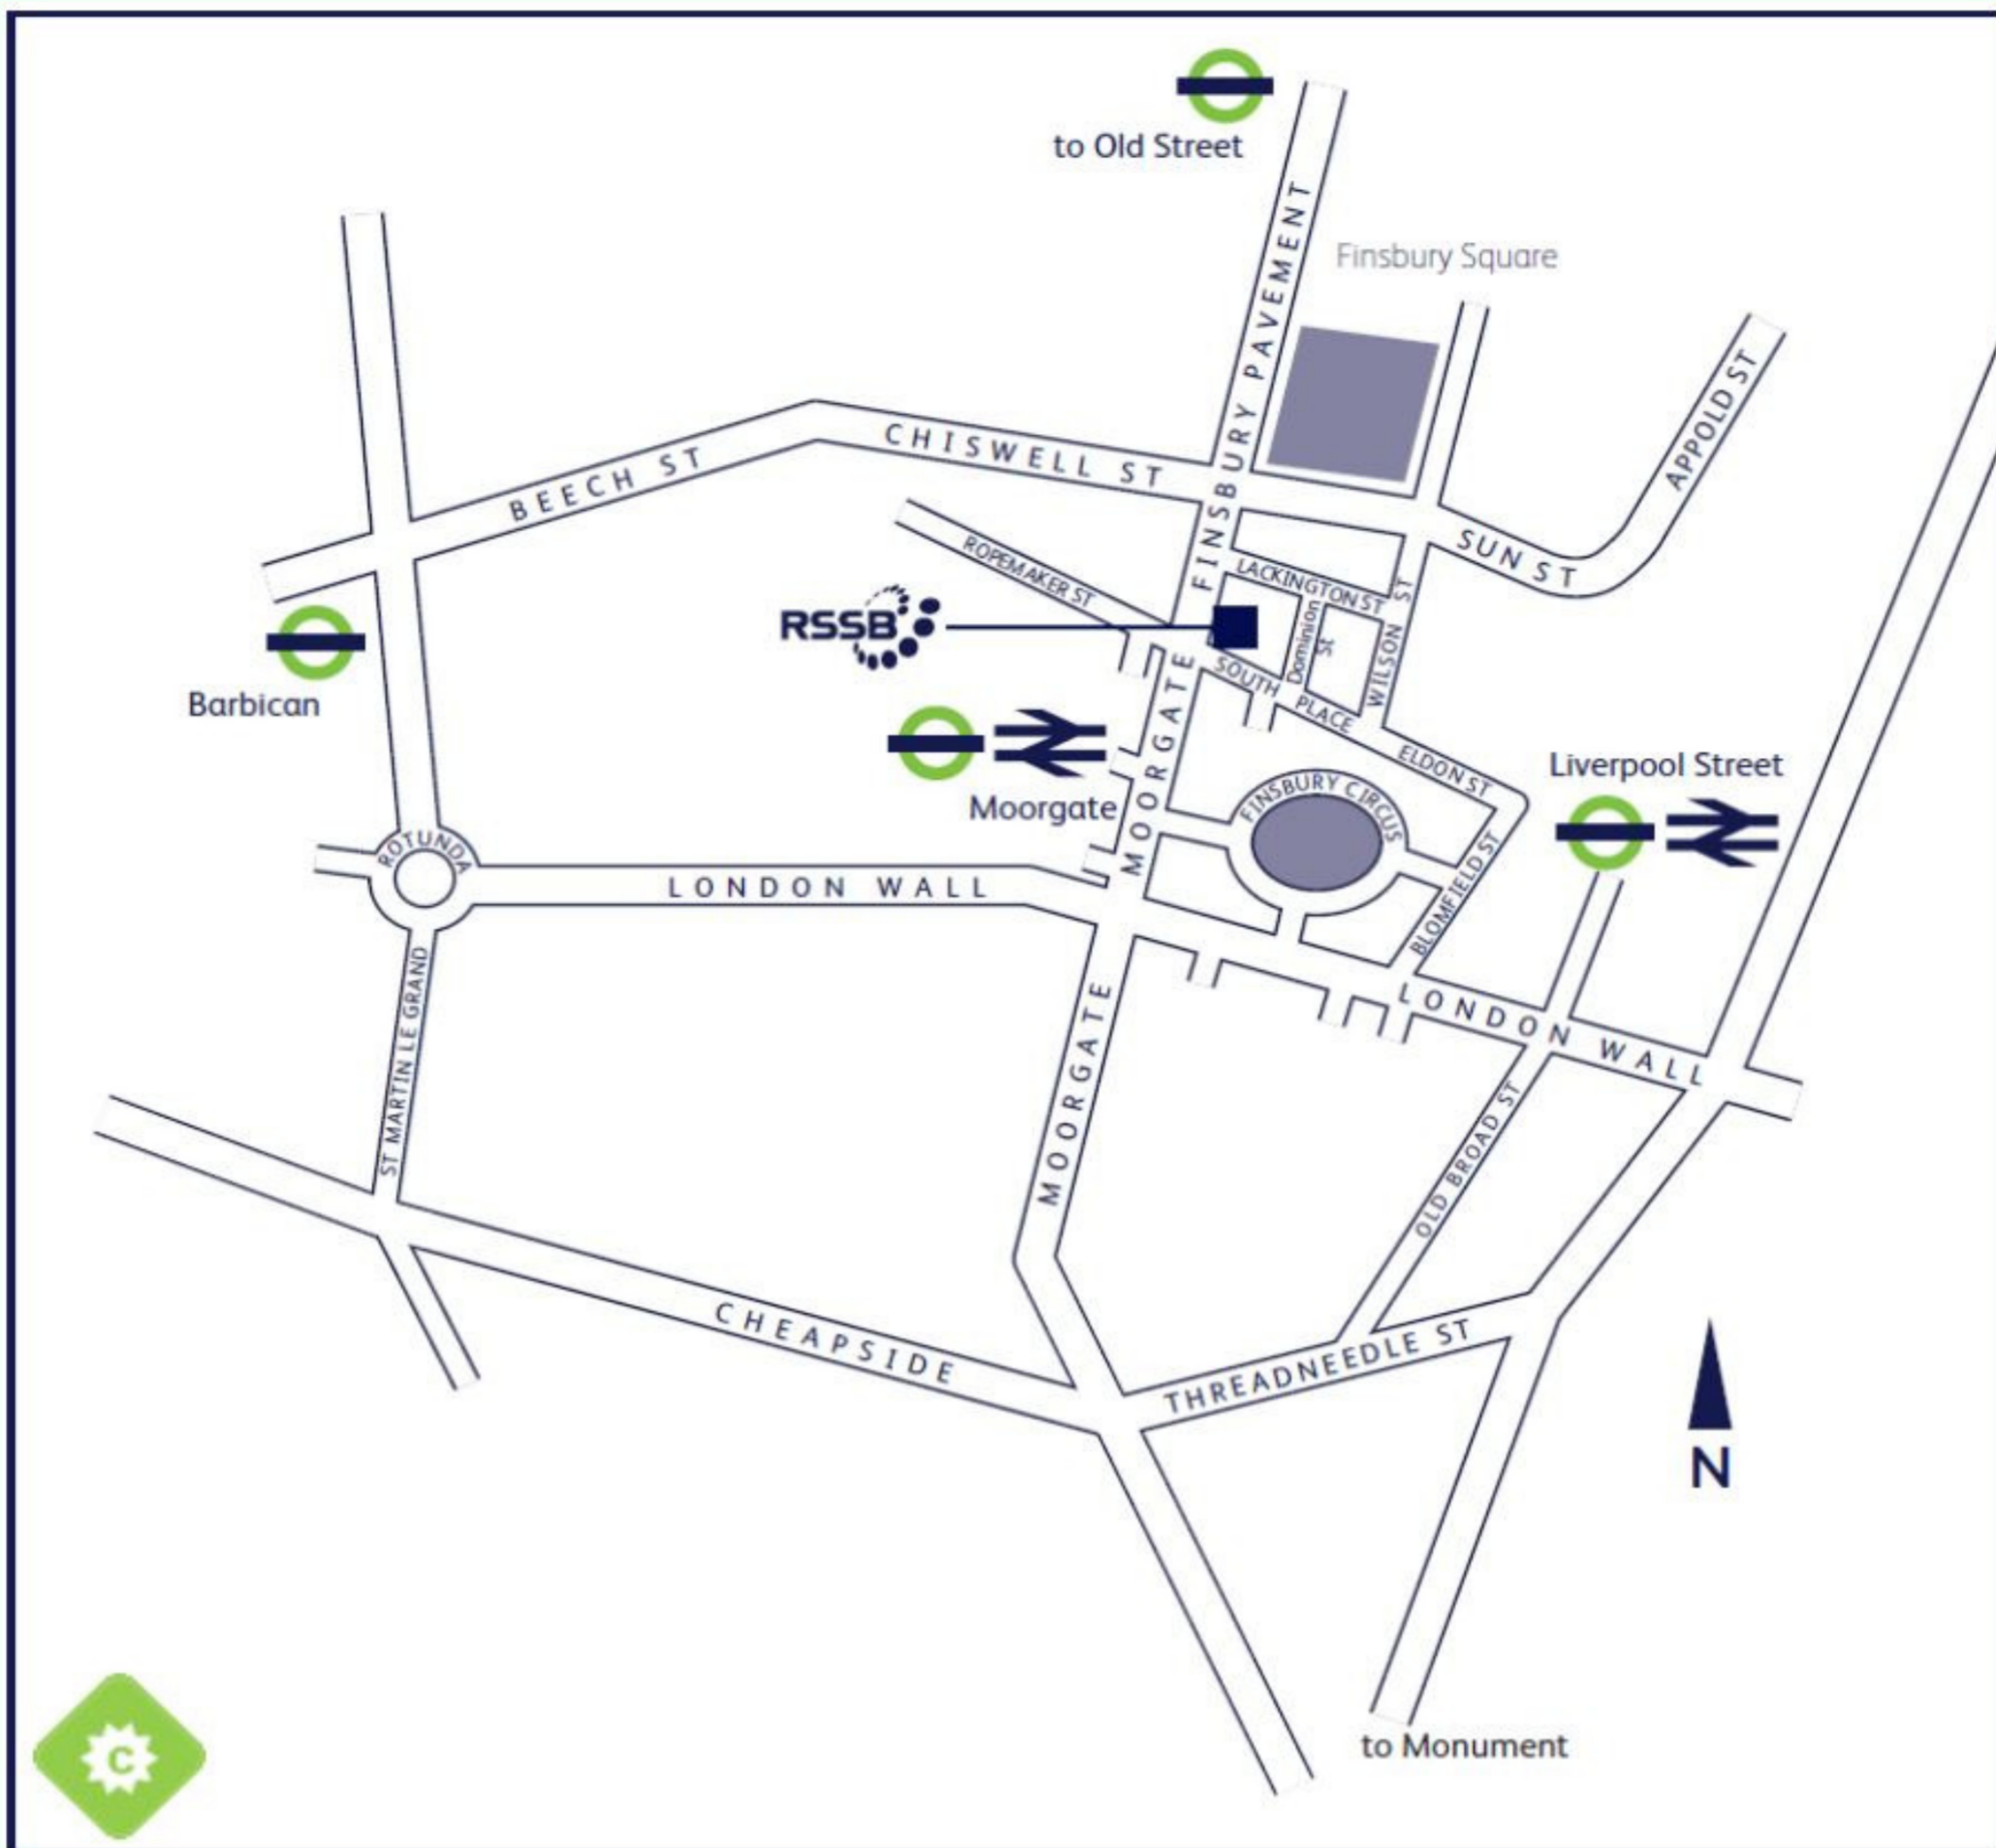 to Old Street
FINSBURY PAVEMENT
Finsbury Square
APPOLD ST
BEECH ST
CHISWELL ST
SUN ST
ROPEMAKER ST
LACKINGTON ST
RSSB
Dominion
St
WILSON ST
Barbican
SOUTH PLACE
MOORGATE
ELDON ST
Liverpool Street
Moorgate
FINSBURY CIRCUS
ROTUNDA
BLOMFIELD ST
LONDON WALL
ST MARTIN LE GRAND
MOORGATE
LONDON WALL
OLD BROAD ST
CHEAPSIDE
THREADNEEDLE ST
N
to Monument
C